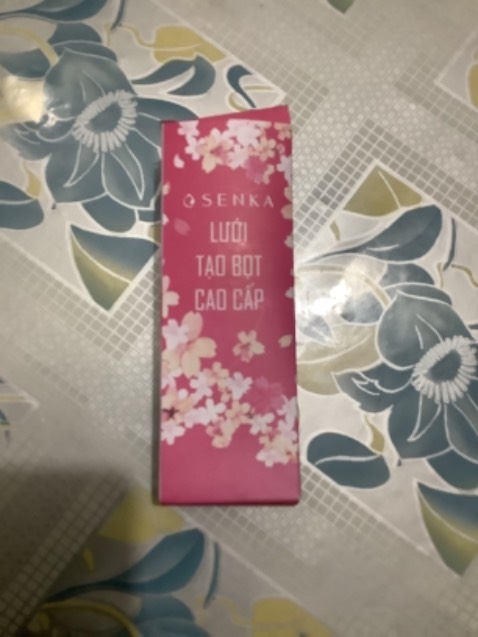 SENKA
LƯỚI
TẠO BỌT
CAO CẤP